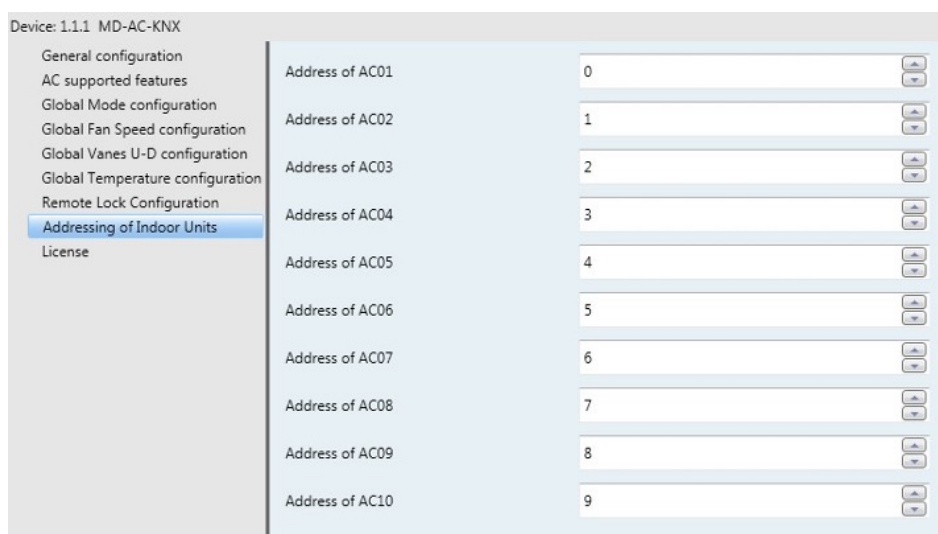 Device: 1.1.1 MD-AC-KNX
General configuration
AC supported features
Global Mode configuration
Global Fan Speed configuration
Global Vanes U-D configuration
Global Temperature configuration
Remote Lock Configuration
Addressing of Indoor Units
License
Address of AC01 0
Address of AC02 1
Address of AC03 2
Address of AC04 3
Address of AC05 4
Address of AC06 5
Address of AC07 6
Address of AC08 7
Address of AC09 8
Address of AC10 9